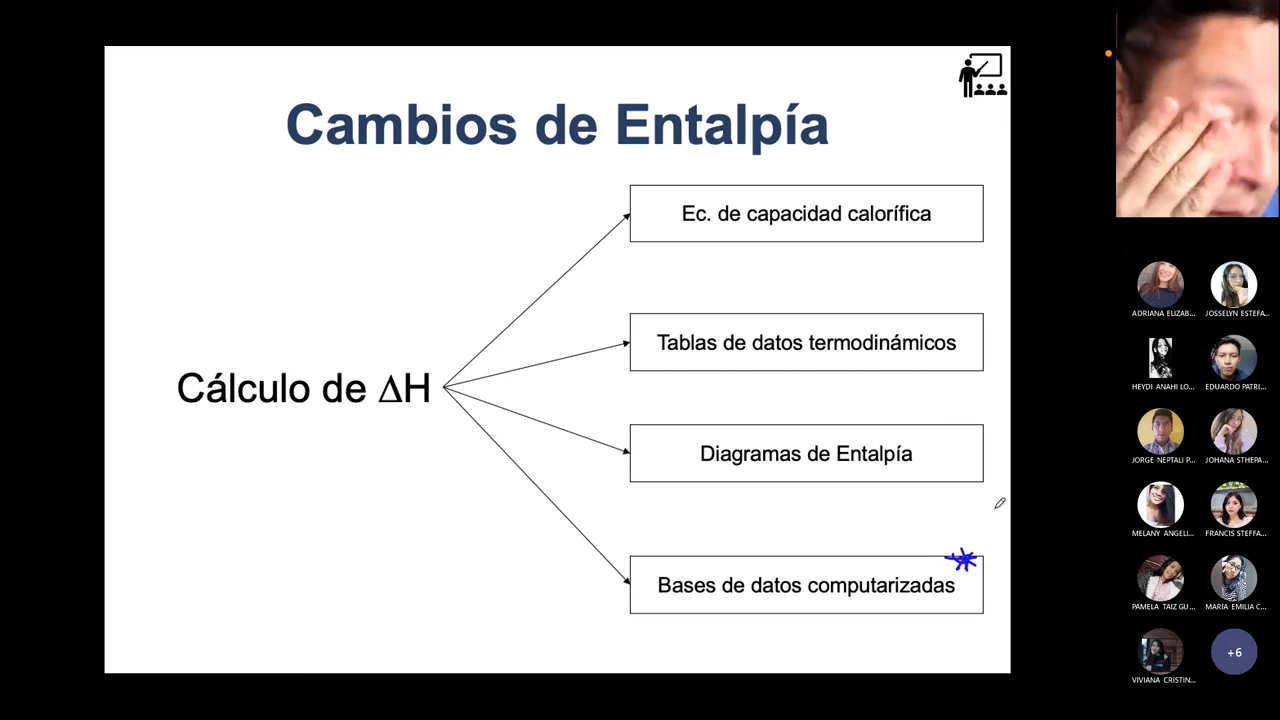 Cambios de Entalpía
Ec. de capacidad calorífica
Tablas de datos termodinámicos
Cálculo de ΔH
Diagramas de Entalpía
Bases de datos computarizadas
ADRIANA ELIZAB...
JOSSELYN ESTEFA...
HEYDI ANAHI LO...
EDUARDO PATRI...
JORGE NEPTALI P...
JOHANA STHEPA...
MELANY ANGELI...
FRANCIS STEFFA...
PAMELA TAIZ GU...
MARIA EMILIA C...
VIVIANA CRISTIN...
+6